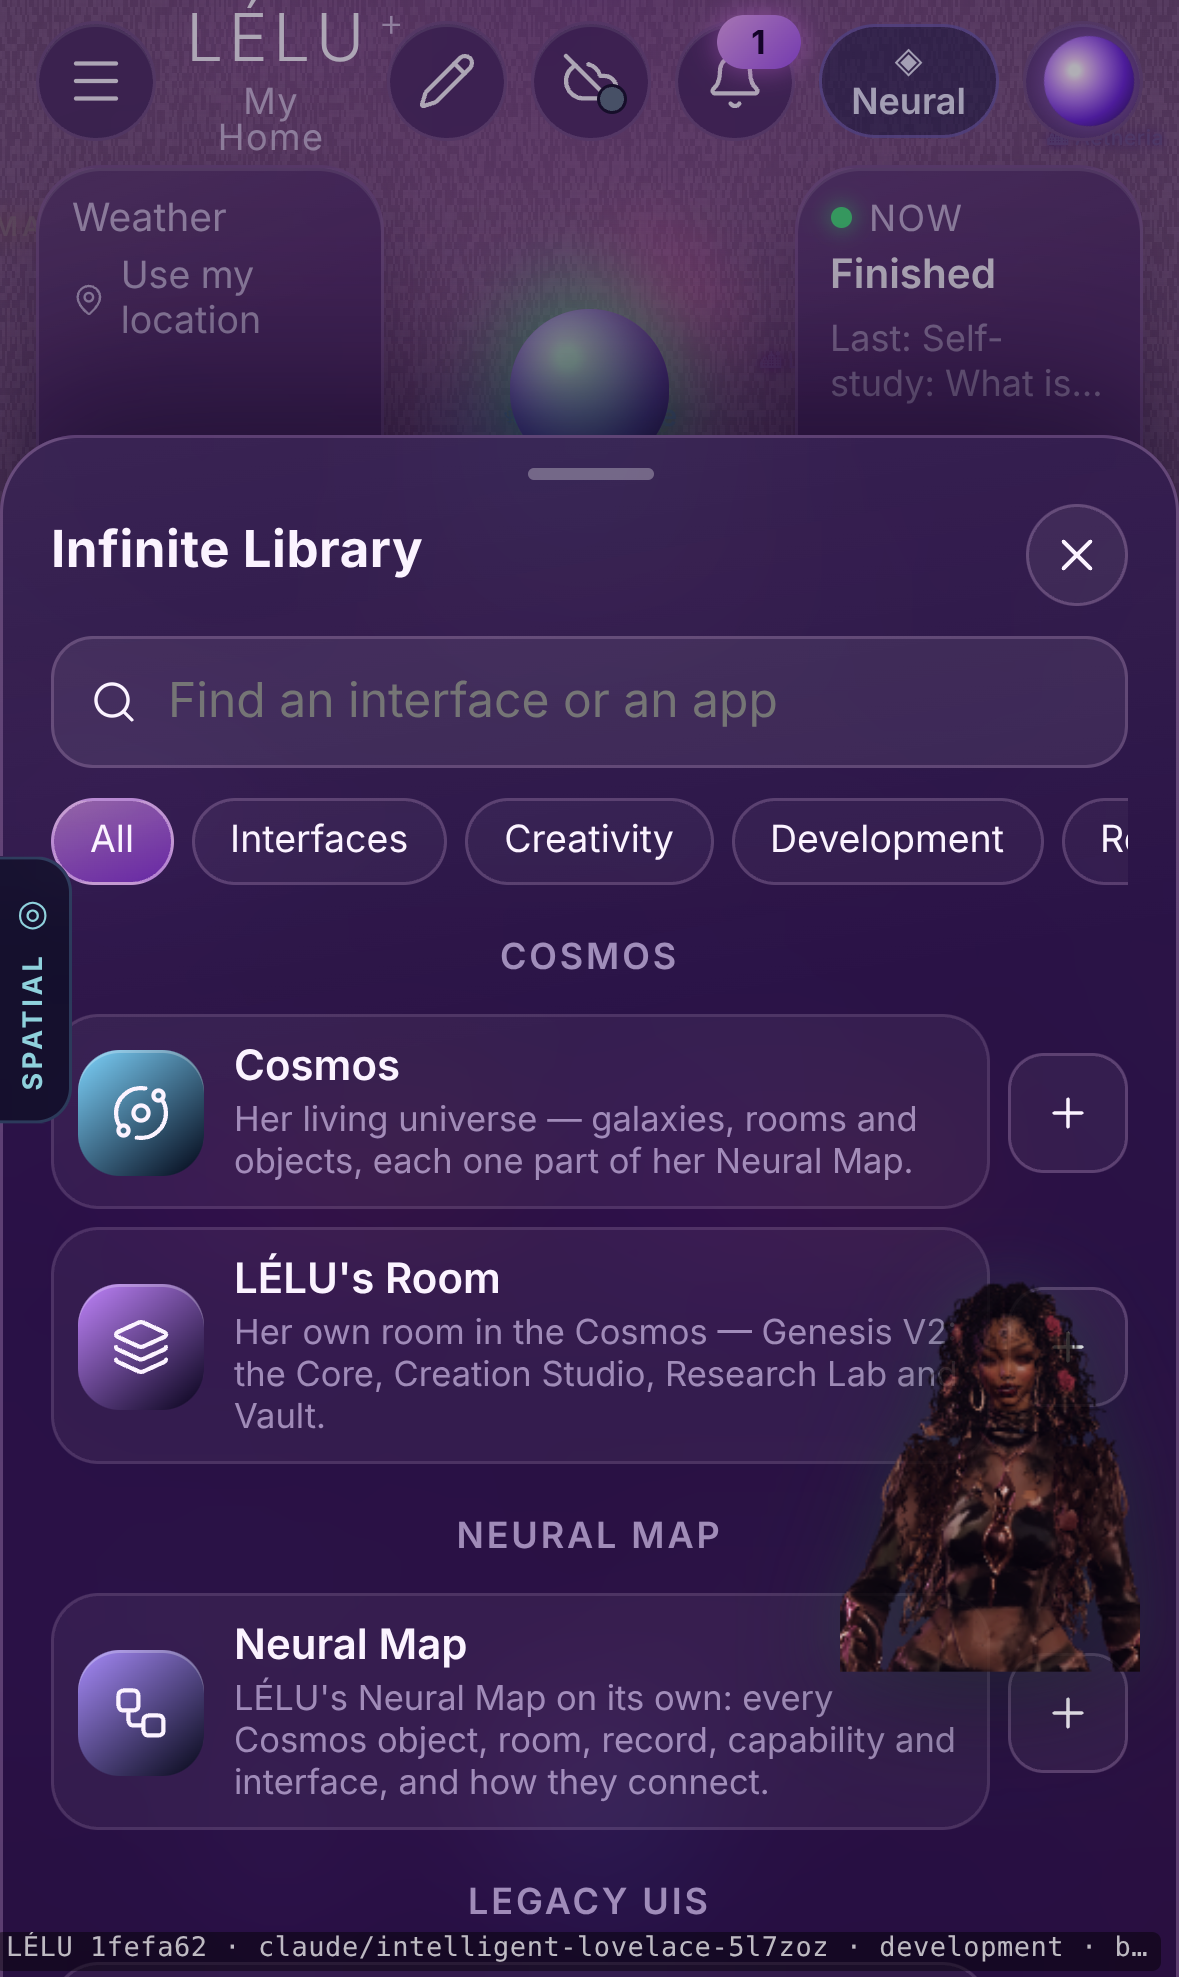 LÉLU +
My
Home
1
Neural
Weather
Use my
location
NOW
Finished
Last: Self-
study: What is...
Infinite Library
Find an interface or an app
All
Interfaces
Creativity
Development
SPATIAL
COSMOS
Cosmos
Her living universe — galaxies, rooms and
objects, each one part of her Neural Map.
LÉLU's Room
Her own room in the Cosmos — Genesis V2
the Core, Creation Studio, Research Lab and
Vault.
NEURAL MAP
Neural Map
LÉLU's Neural Map on its own: every
Cosmos object, room, record, capability and
interface, and how they connect.
LEGACY UIS
LÉLU 1fefa62 · claude/intelligent-lovelace-5l7zoz · development · b…